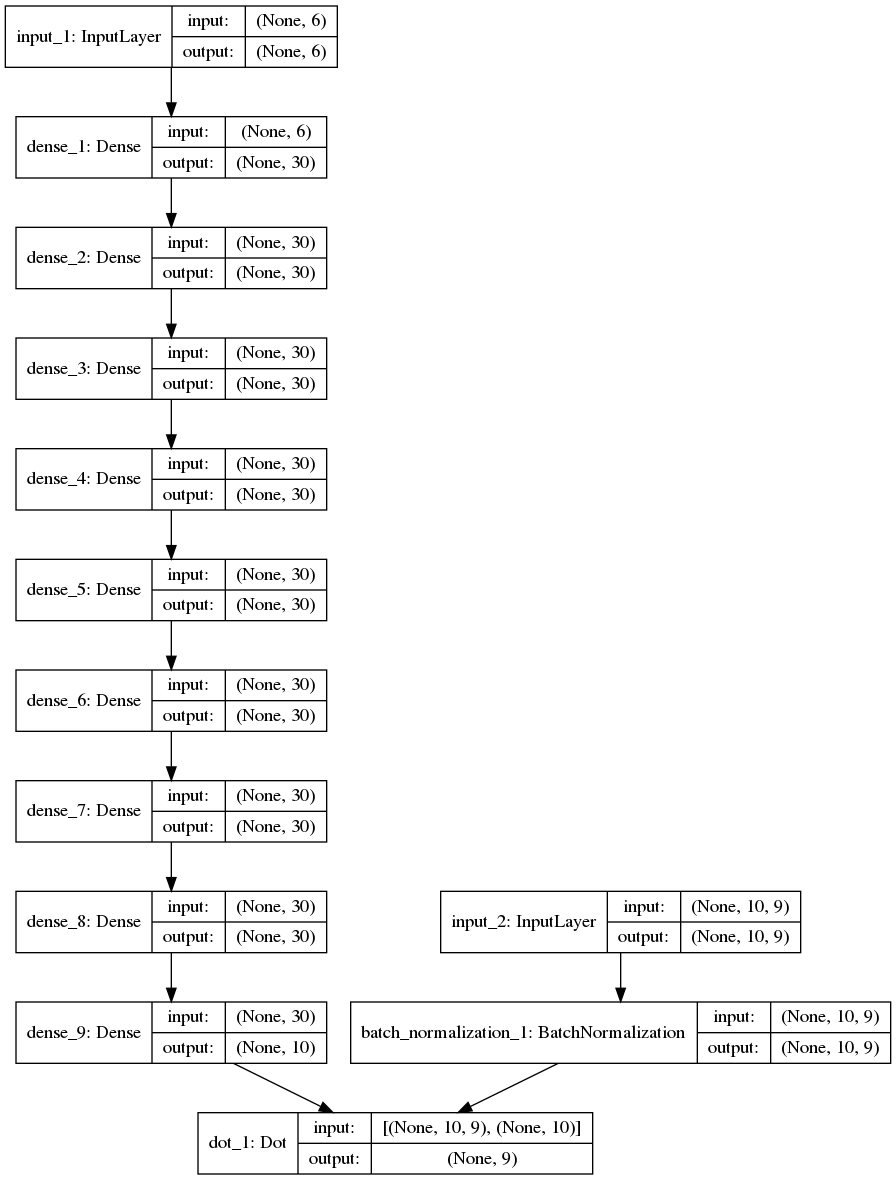 input_1: InputLayer
input: (None, 6)
output: (None, 6)
dense_1: Dense
input: (None, 6)
output: (None, 30)
dense_2: Dense
input: (None, 30)
output: (None, 30)
dense_3: Dense
input: (None, 30)
output: (None, 30)
dense_4: Dense
input: (None, 30)
output: (None, 30)
dense_5: Dense
input: (None, 30)
output: (None, 30)
dense_6: Dense
input: (None, 30)
output: (None, 30)
dense_7: Dense
input: (None, 30)
output: (None, 30)
dense_8: Dense
input: (None, 30)
output: (None, 30)
input_2: InputLayer
input: (None, 10, 9)
output: (None, 10, 9)
dense_9: Dense
input: (None, 30)
output: (None, 10)
batch_normalization_1: BatchNormalization
input: (None, 10, 9)
output: (None, 10, 9)
dot_1: Dot
input: [(None, 10, 9), (None, 10)]
output: (None, 9)